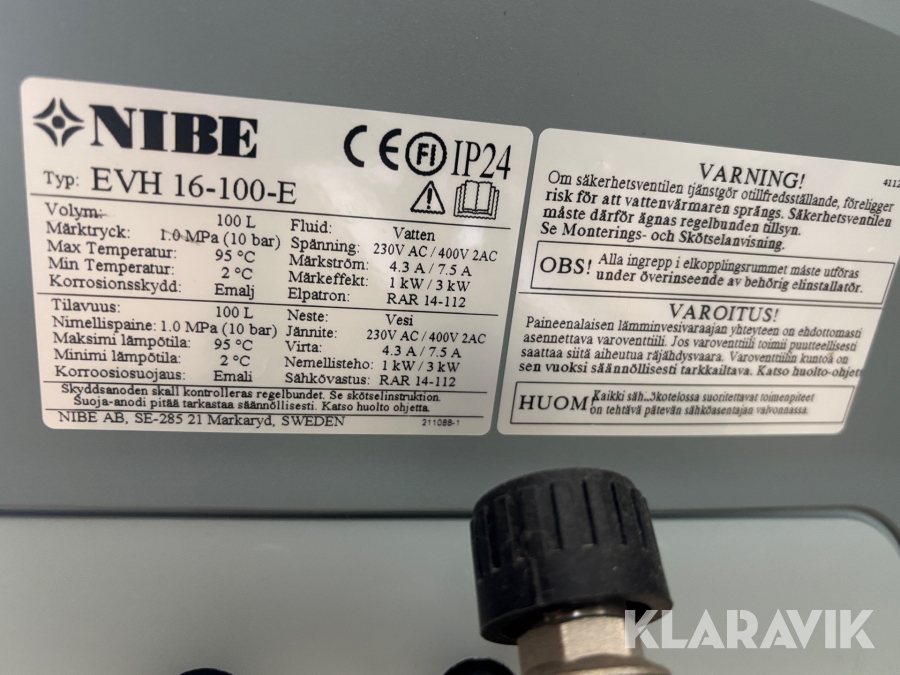 NIBE
CE FI IP24
Typ: EVH 16-100-E
Volym: 100 L
Märktryck: 1.0 MPa (10 bar)
Max Temperatur: 95 °C
Min Temperatur: 2 °C
Korrosionsskydd: Emalj
Fluid: Vatten
Spänning: 230V AC / 400V 2AC
Märkström: 4.3 A / 7.5 A
Märkeffekt: 1 kW / 3 kW
Elpatron: RAR 14-112
Tilavuus: 100 L
Nimellispaine: 1.0 MPa (10 bar)
Maksimi lämpötila: 95 °C
Minimi lämpötila: 2 °C
Korroosiosuojaus: Emali
Neste: Vesi
Jännite: 230V AC / 400V 2AC
Virta: 4.3 A / 7.5 A
Nemellisteho: 1 kW / 3 kW
Sähkövastus: RAR 14-112
Skyddsanoden skall kontrolleras regelbundet. Se skötselinstruktion.
Suoja-anodi pitää tarkastaa säännöllisesti. Katso huolto ohjetta.
NIBE AB, SE-285 21 Markaryd, SWEDEN
211088-1
VARNING!
4112
Om säkerhetsventilen tjänstgör otillfredsställande, föreligger
risk för att vattenvärmaren sprängs. Säkerhetsventilen
måste därför ägnas regelbunden tillsyn.
Se Monterings- och Skötselanvisning.
OBS! Alla ingrepp i elkopplingsrummet måste utföras
under överinseende av behörig elinstallatör.
VAROITUS!
Paineenalaisen lämminvesivaraajan yhteyteen on ehdottomasti
asennettava varoventtiili. Jos varoventtiili toimii puutteellisesti
saattaa siitä aiheutua räjähdysvaara. Varoventtiilin kuntoa on
sen vuoksi säännöllisesti tarkkailtava. Katso huolto-ohjett
HUOM! Kaikki säh kotelossa suoritettavat toimenpiteet
on tehtävä pätevän sähköasentajan valvonnassa.
KLARAVIK